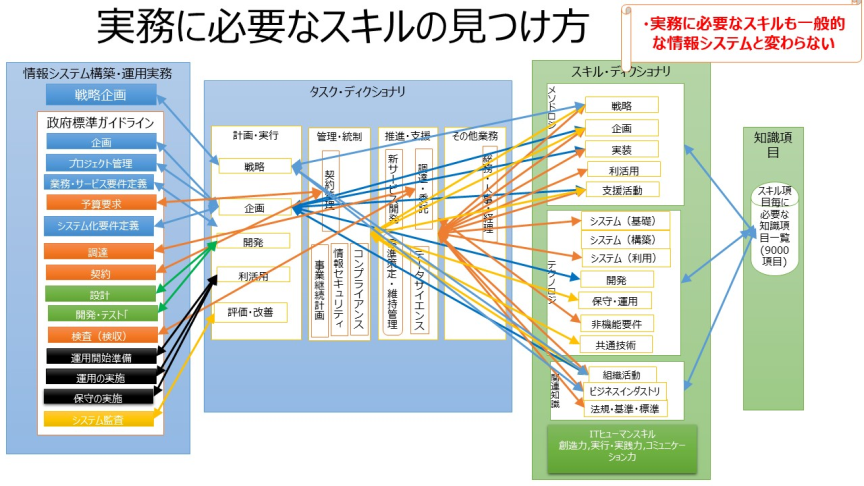 実務に必要なスキルの見つけ方
・実務に必要なスキルも一般的
な情報システムと変わらない
情報システム構築・運用実務
戦略企画
政府標準ガイドライン
企画
プロジェクト管理
業務・サービス要件定義
予算要求
システム化要件定義
調達
契約
設計
開発・テスト「
検査（検収）
運用開始準備
運用の実施
保守の実施
システム監査
タスク・ディクショナリ
計画・実行
戦略
企画
開発
利活用
評価・改善
管理・統制
契約管理
事業継続計画
情報セキュリティ
コンプライアンス
推進・支援
新サービス開発
調達・委託
準策定・維持管理
データサイエンス
その他業務
総務・人事・経理
スキル・ディクショナリ
メソドロジ
戦略
企画
実装
利活用
支援活動
テクノロジ
システム（基礎）
システム（構築）
システム（利用）
開発
保守・運用
非機能要件
共通技術
関連知識
組織活動
ビジネスインダストリ
法規・基準・標準
ITヒューマンスキル
創造力,実行・実践力,コミュニケー
ション力
知識項
目
スキル項
目毎に
必要な
知識項
目一覧
(9000
項目)